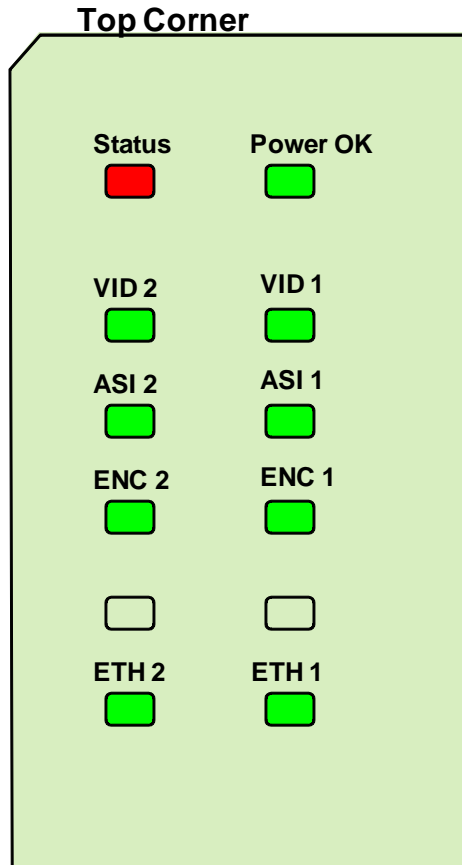 Top Corner
Status Power OK
VID 2 VID 1
ASI 2 ASI 1
ENC 2 ENC 1
ETH 2 ETH 1